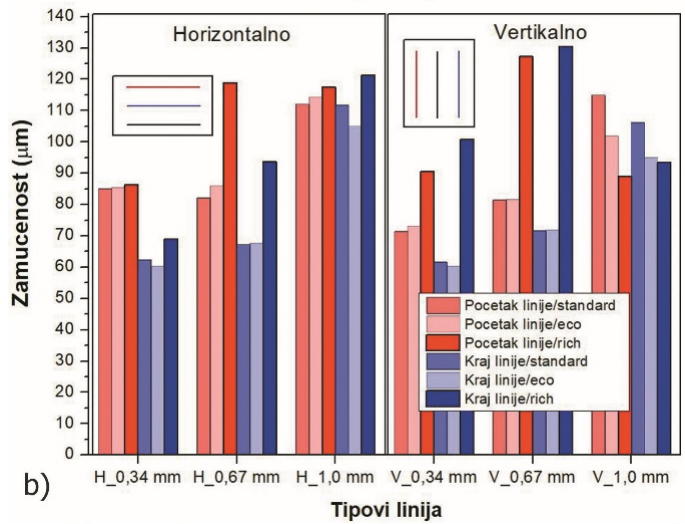 Horizontalno
Vertikalno
Zamucenost (μm)
140
130
120
110
100
90
80
70
60
50
40
30
20
10
0
Pocetak linije/standard
Pocetak linije/eco
Pocetak linije/rich
Kraj linije/standard
Kraj linije/eco
Kraj linije/rich
H_0,34 mm H_0,67 mm H_1,0 mm V_0,34 mm V_0,67 mm V_1,0 mm
b)
Tipovi linija